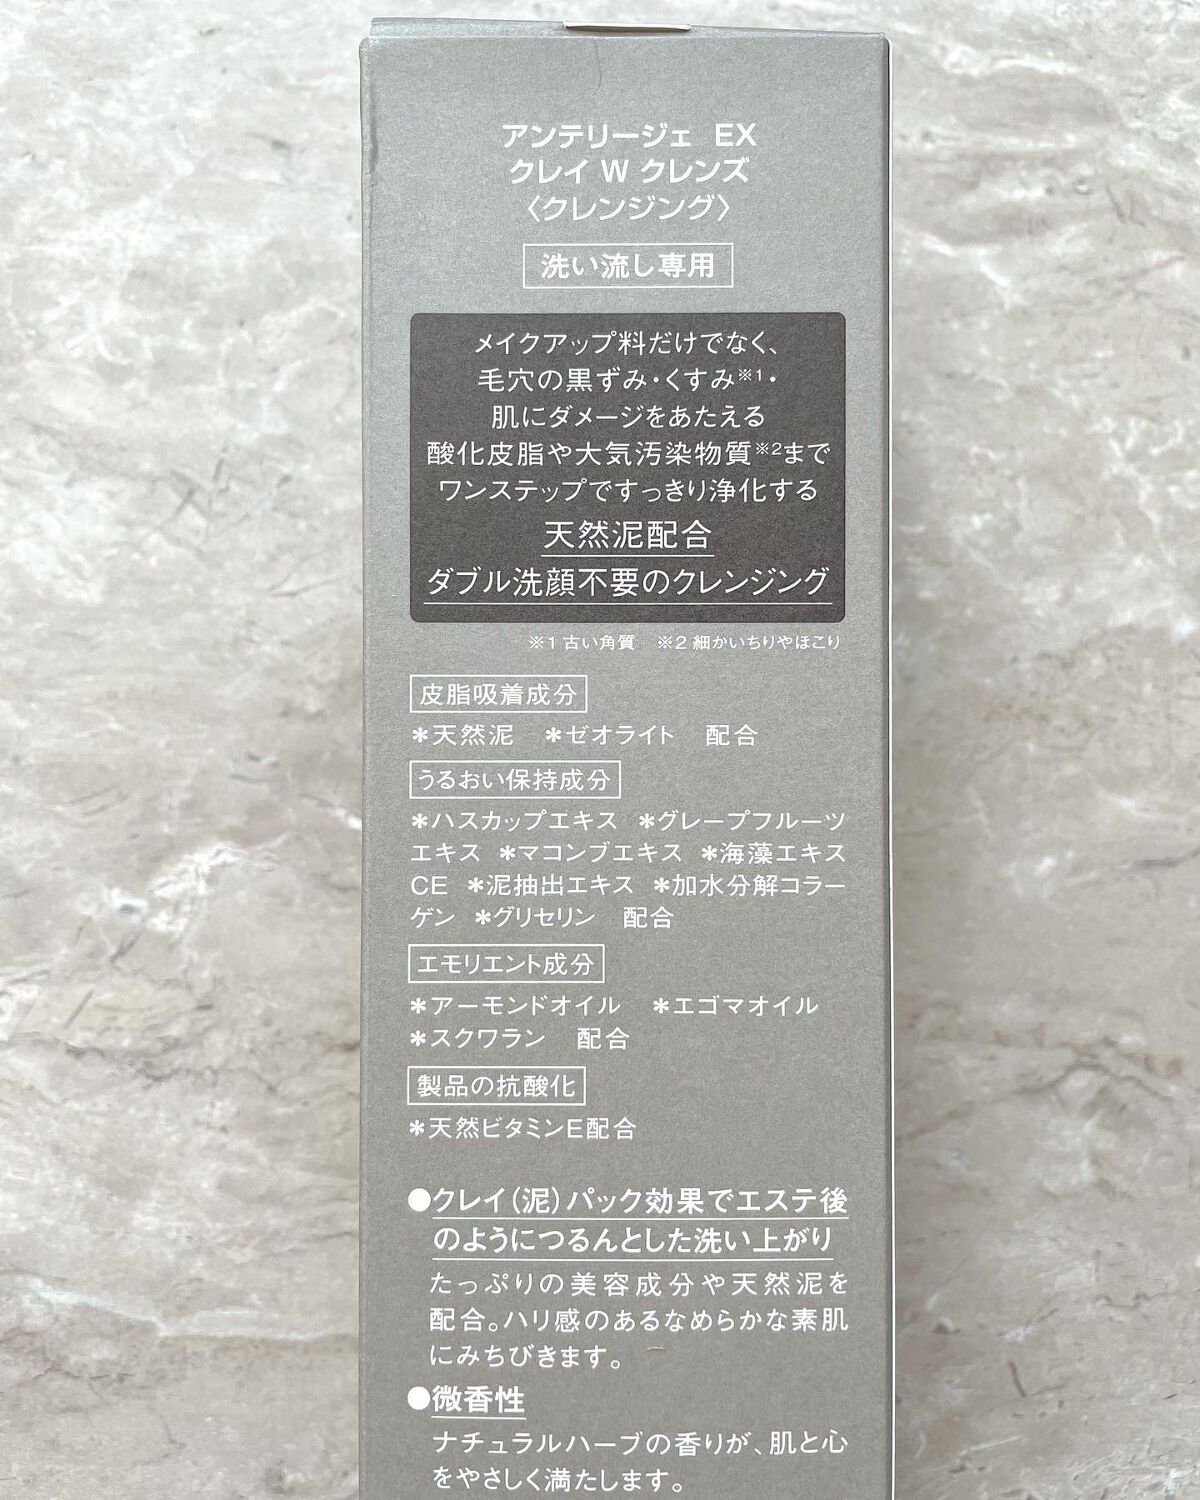 アンテリージェ EX
クレイ W クレンズ
〈クレンジング〉
洗い流し専用
メイクアップ料だけでなく、
毛穴の黒ずみ・くすみ※1・
肌にダメージをあたえる
酸化皮脂や大気汚染物質※2まで
ワンステップですっきり浄化する
天然泥配合
ダブル洗顔不要のクレンジング
※1 古い角質 ※2 細かいちりやほこり
皮脂吸着成分
＊天然泥 ＊ゼオライト 配合
うるおい保持成分
＊ハスカップエキス ＊グレープフルーツ
エキス ＊マコンブエキス ＊海藻エキス
CE ＊泥抽出エキス ＊加水分解コラー
ゲン ＊グリセリン 配合
エモリエント成分
＊アーモンドオイル ＊エゴマオイル
＊スクワラン 配合
製品の抗酸化
＊天然ビタミンE配合
●クレイ（泥）パック効果でエステ後
のようにつるんとした洗い上がり
たっぷりの美容成分や天然泥を
配合。ハリ感のあるなめらかな素肌
にみちびきます。
●微香性
ナチュラルハーブの香りが、肌と心
をやさしく満たします。